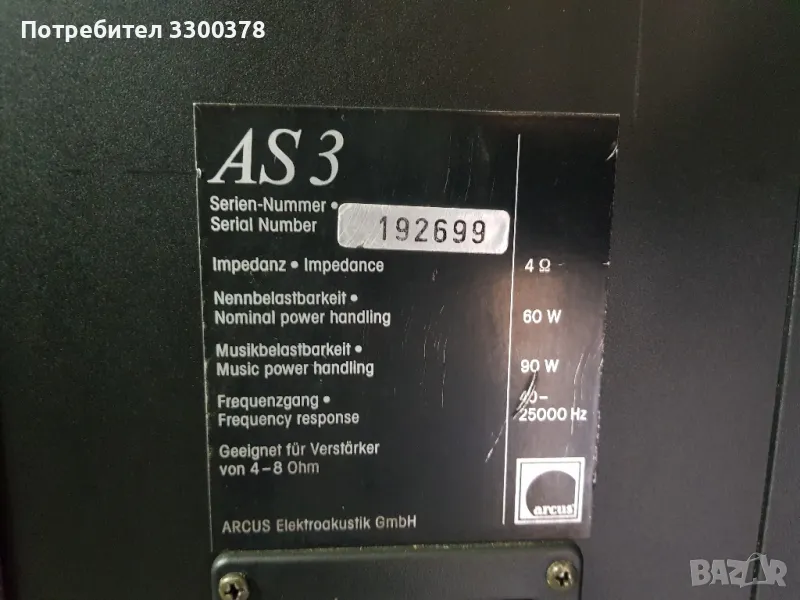 Потребител 3300378
AS 3
Serien-Nummer •
Serial Number
192699
Impedanz • Impedance
4 Ω
Nennbelastbarkeit •
Nominal power handling
60 W
Musikbelastbarkeit •
Music power handling
90 W
Frequenzgang •
Frequency response
25000 Hz
Geeignet für Verstärker
von 4–8 Ohm
arcus
ARCUS Elektroakustik GmbH
BAZAR